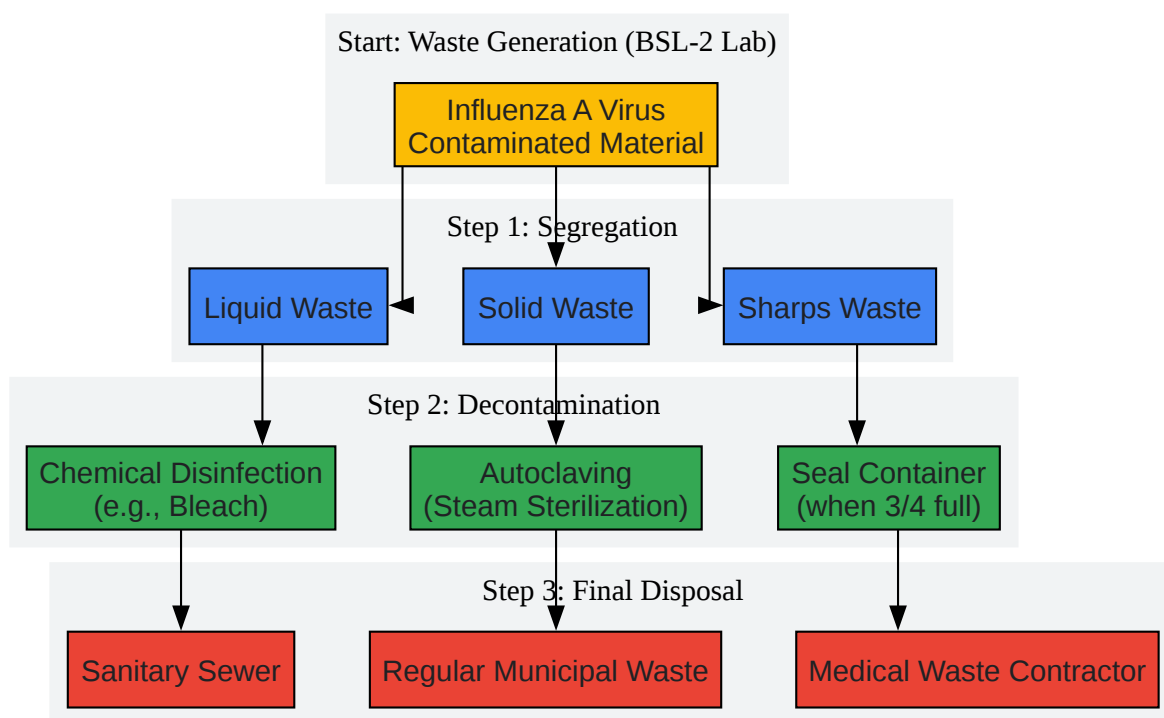 Start: Waste Generation (BSL-2 Lab)
Influenza A Virus
Contaminated Material
Step 1: Segregation
Liquid Waste
Solid Waste
Sharps Waste
Step 2: Decontamination
Chemical Disinfection
(e.g., Bleach)
Autoclaving
(Steam Sterilization)
Seal Container
(when 3/4 full)
Step 3: Final Disposal
Sanitary Sewer
Regular Municipal Waste
Medical Waste Contractor